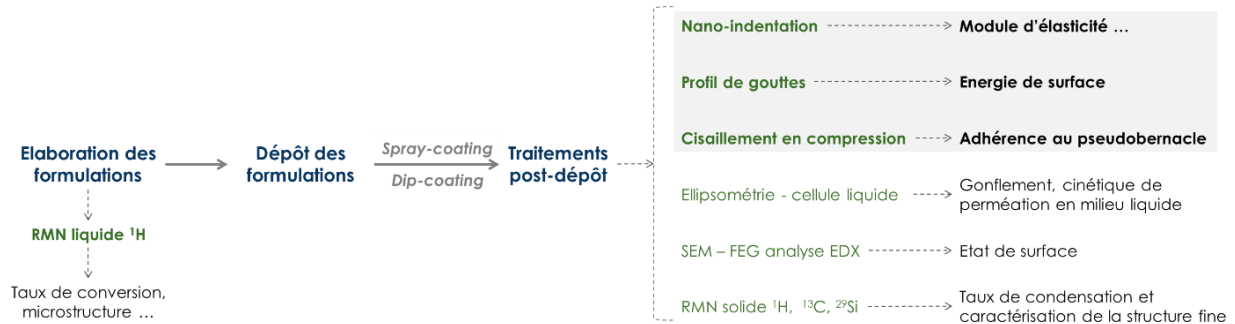 Elaboration des
formulations
RMN liquide ¹H
Taux de conversion,
microstructure ...
Dépôt des
formulations
Spray-coating
Dip-coating
Traitements
post-dépôt
Nano-indentation
Module d’élasticité ...
Profil de gouttes
Energie de surface
Cisaillement en compression
Adhérence au pseudobernacle
Ellipsométrie - cellule liquide
Gonflement, cinétique de
perméation en milieu liquide
SEM – FEG analyse EDX
Etat de surface
RMN solide ¹H, ¹³C, ²⁹Si
Taux de condensation et
caractérisation de la structure fine